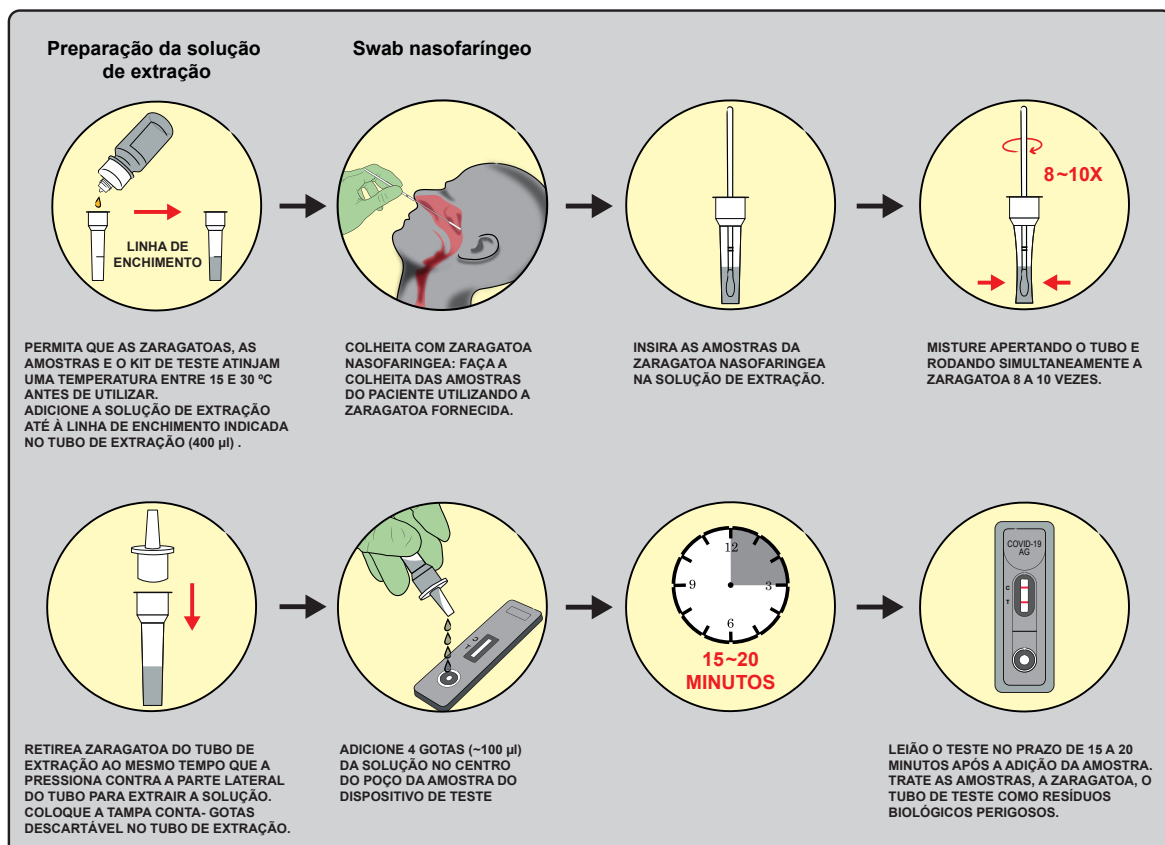 Preparação da solução
de extração
LINHA DE
ENCHIMENTO
PERMITA QUE AS ZARAGATOAS, AS
AMOSTRAS E O KIT DE TESTE ATINJAM
UMA TEMPERATURA ENTRE 15 E 30 ºC
ANTES DE UTILIZAR.
ADICIONE A SOLUÇÃO DE EXTRAÇÃO
ATÉ À LINHA DE ENCHIMENTO INDICADA
NO TUBO DE EXTRAÇÃO (400 µl) .
Swab nasofaríngeo
COLHEITA COM ZARAGATOA
NASOFARINGEA: FAÇA A
COLHEITA DAS AMOSTRAS
DO PACIENTE UTILIZANDO A
ZARAGATOA FORNECIDA.
INSIRA AS AMOSTRAS DA
ZARAGATOA NASOFARINGEA
NA SOLUÇÃO DE EXTRAÇÃO.
8~10X
MISTURE APERTANDO O TUBO E
RODANDO SIMULTANEAMENTE A
ZARAGATOA 8 A 10 VEZES.
RETIREA ZARAGATOA DO TUBO DE
EXTRAÇÃO AO MESMO TEMPO QUE A
PRESSIONA CONTRA A PARTE LATERAL
DO TUBO PARA EXTRAIR A SOLUÇÃO.
COLOQUE A TAMPA CONTA- GOTAS
DESCARTÁVEL NO TUBO DE EXTRAÇÃO.
C
T
ADICIONE 4 GOTAS (~100 µl)
DA SOLUÇÃO NO CENTRO
DO POÇO DA AMOSTRA DO
DISPOSITIVO DE TESTE
12
9
3
6
15~20
MINUTOS
COVID-19
AG
C
T
LEIÃO O TESTE NO PRAZO DE 15 A 20
MINUTOS APÓS A ADIÇÃO DA AMOSTRA.
TRATE AS AMOSTRAS, A ZARAGATOA, O
TUBO DE TESTE COMO RESÍDUOS
BIOLÓGICOS PERIGOSOS.